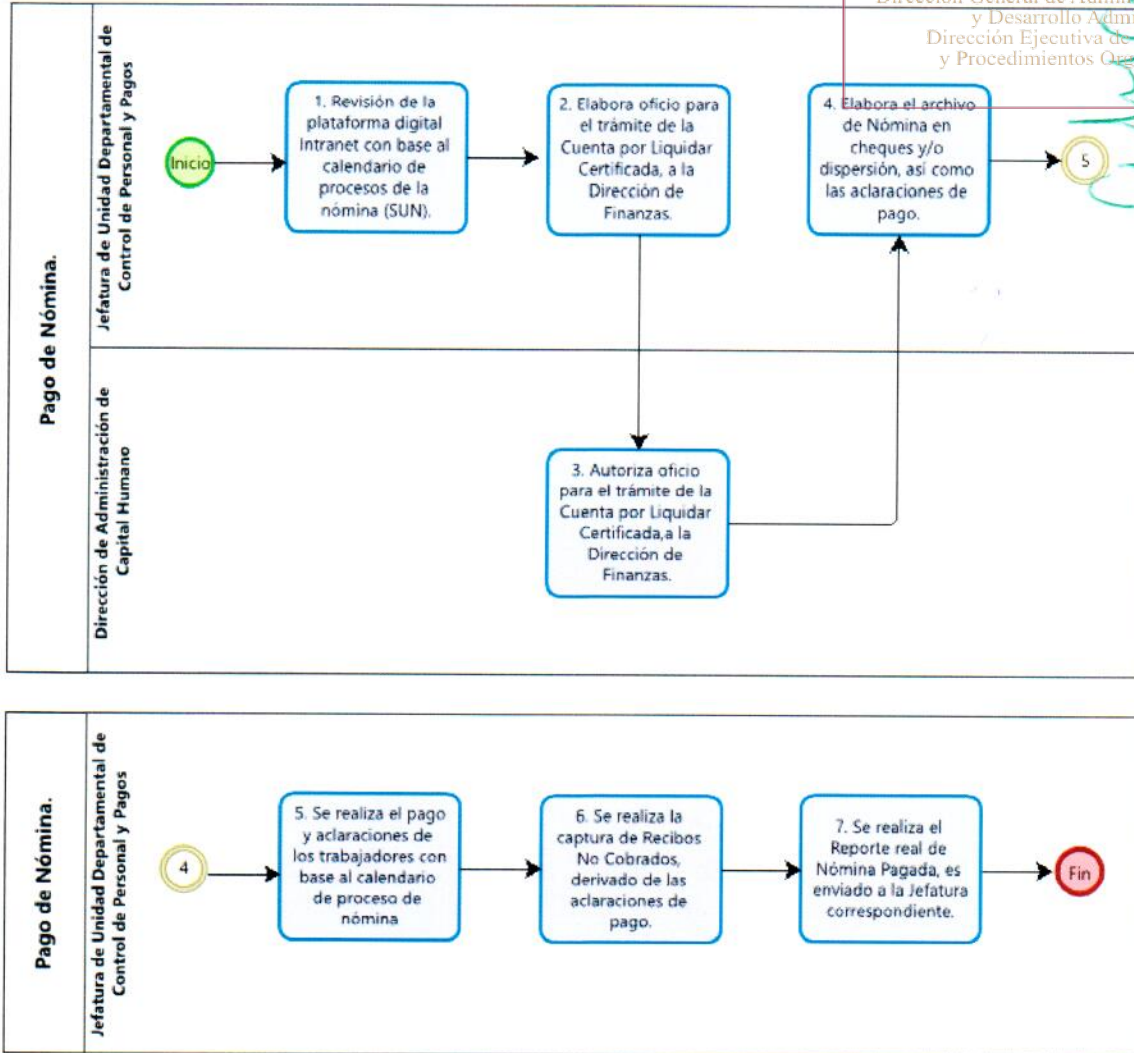 Dirección General de
y Desarrollo
Dirección Ejecutiva de
y Procedimientos
Pago de Nómina.
Jefatura de Unidad Departamental de
Control de Personal y Pagos
Inicio
1. Revisión de la
plataforma digital
Intranet con base al
calendario de
procesos de la
nómina (SUN).
2. Elabora oficio para
el trámite de la
Cuenta por Liquidar
Certificada, a la
Dirección de
Finanzas.
4. Elabora el archivo
de Nómina en
cheques y/o
dispersión, así como
las aclaraciones de
pago.
5
Dirección de Administración de
Capital Humano
3. Autoriza oficio
para el trámite de la
Cuenta por Liquidar
Certificada,a la
Dirección de
Finanzas.
Pago de Nómina.
Jefatura de Unidad Departamental de
Control de Personal y Pagos
4
5. Se realiza el pago
y aclaraciones de
los trabajadores con
base al calendario
de proceso de
nómina
6. Se realiza la
captura de Recibos
No Cobrados,
derivado de las
aclaraciones de
pago.
7. Se realiza el
Reporte real de
Nómina Pagada, es
enviado a la Jefatura
correspondiente.
Fin